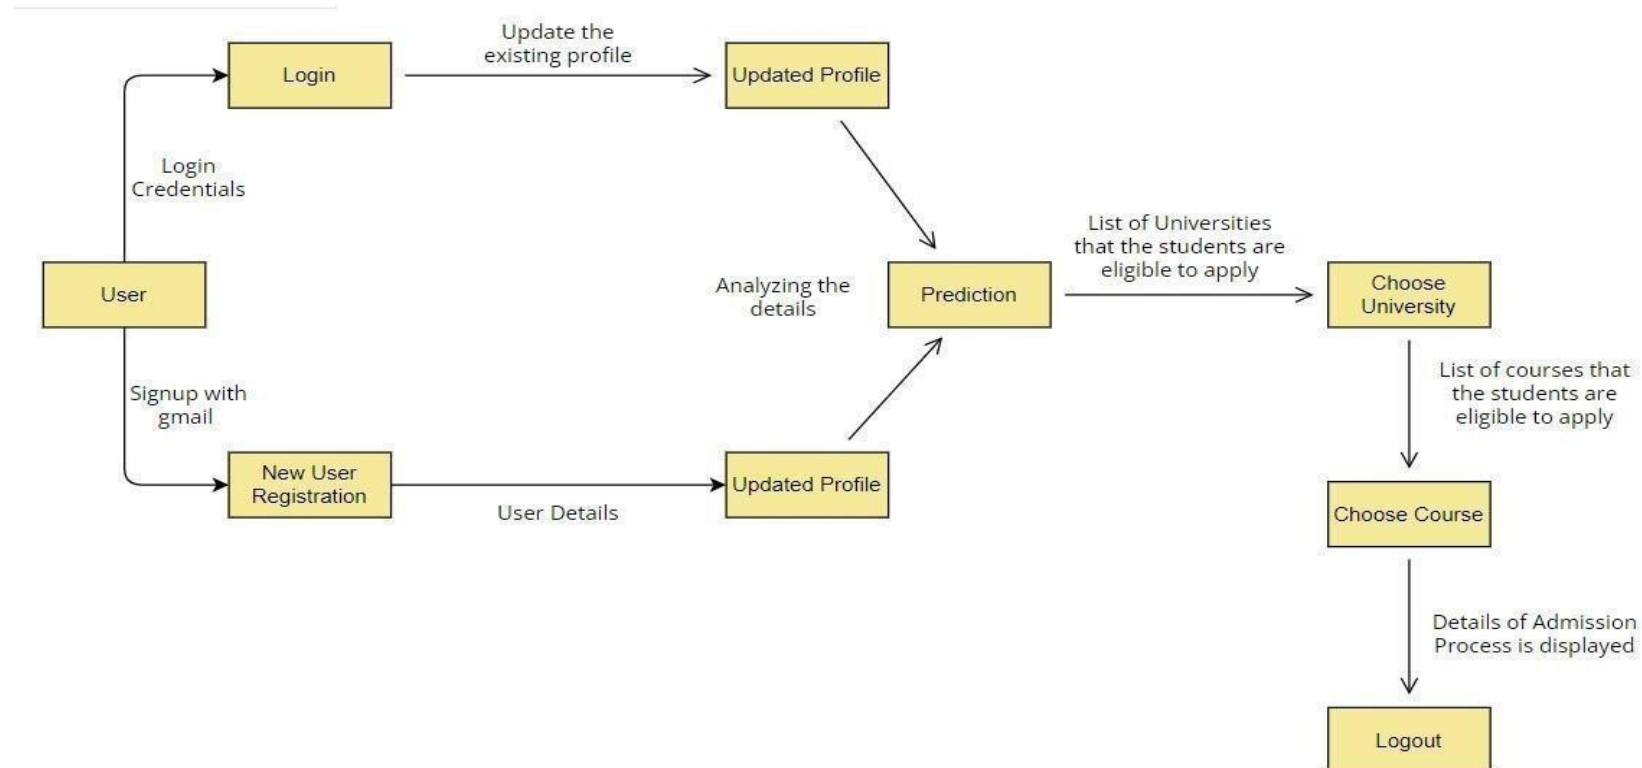 Update the
existing profile
Login
Updated Profile
Login
Credentials
List of Universities
that the students are
eligible to apply
User
Analyzing the
details
Prediction
Choose
University
Signup with
gmail
List of courses that
the students are
eligible to apply
New User
Registration
User Details
Updated Profile
Choose Course
Details of Admission
Process is displayed
Logout